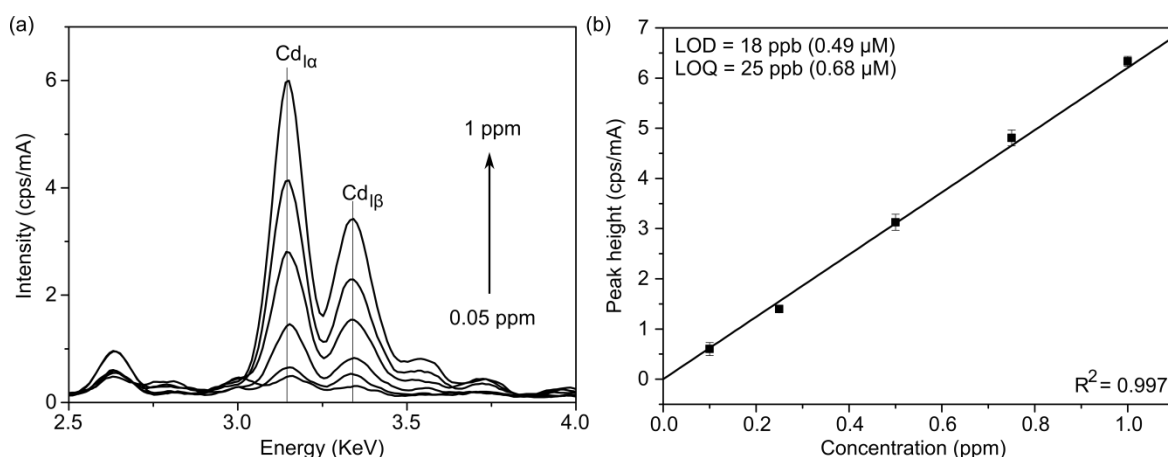 (a)
Cd_lα
Cd_lβ
1 ppm
0.05 ppm
6
4
2
0
Intensity (cps/mA)
2.5
3.0
3.5
4.0
Energy (KeV)
(b)
LOD = 18 ppb (0.49 µM)
LOQ = 25 ppb (0.68 µM)
7
6
5
4
3
2
1
0
Peak height (cps/mA)
R² = 0.997
0.0
0.2
0.4
0.6
0.8
1.0
Concentration (ppm)